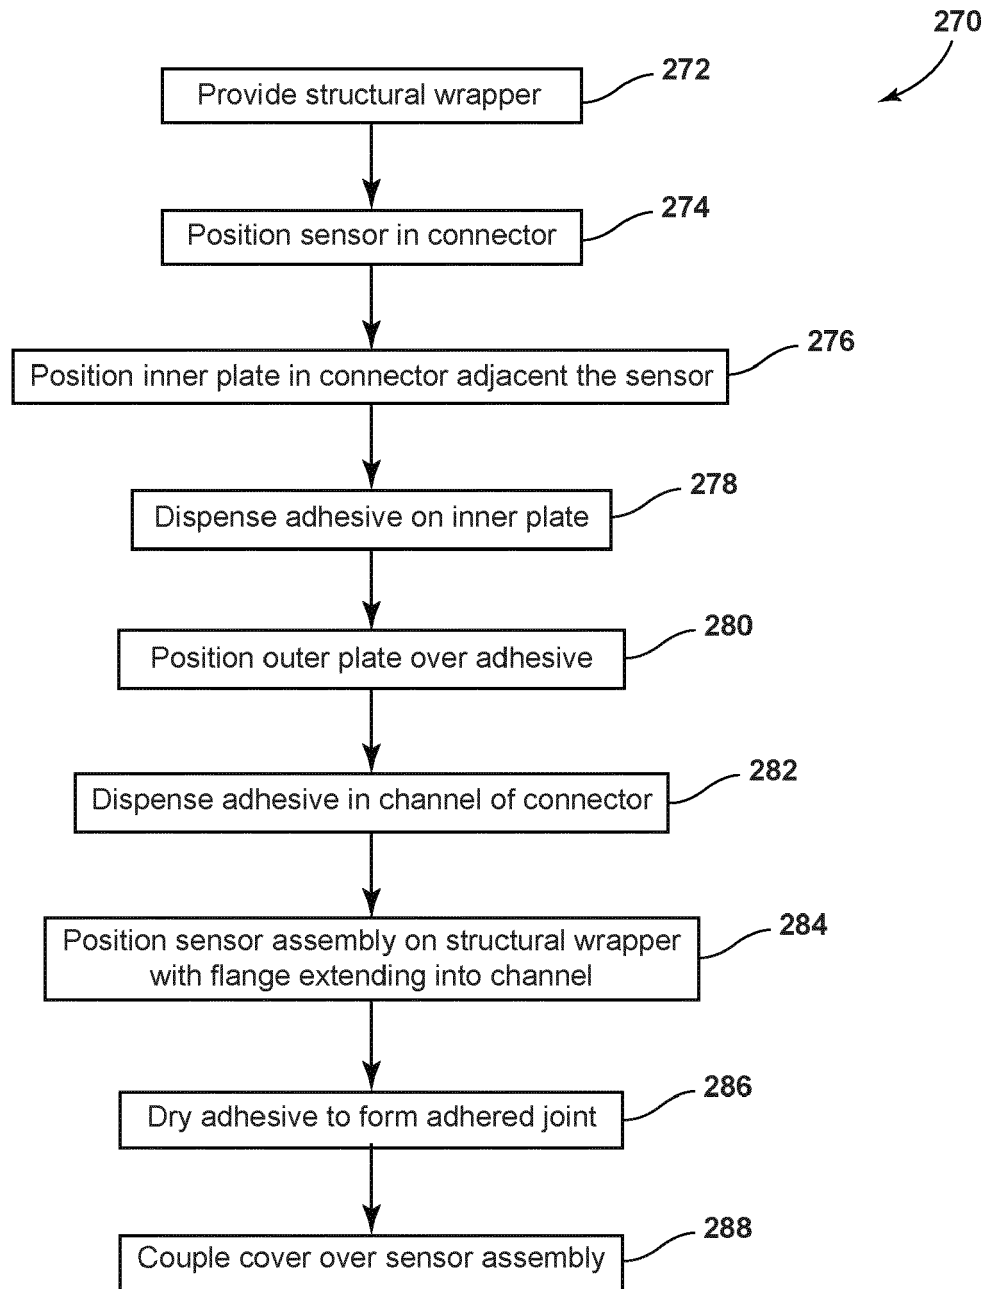 270
272
Provide structural wrapper
274
Position sensor in connector
276
Position inner plate in connector adjacent the sensor
278
Dispense adhesive on inner plate
280
Position outer plate over adhesive
282
Dispense adhesive in channel of connector
284
Position sensor assembly on structural wrapper
with flange extending into channel
286
Dry adhesive to form adhered joint
288
Couple cover over sensor assembly